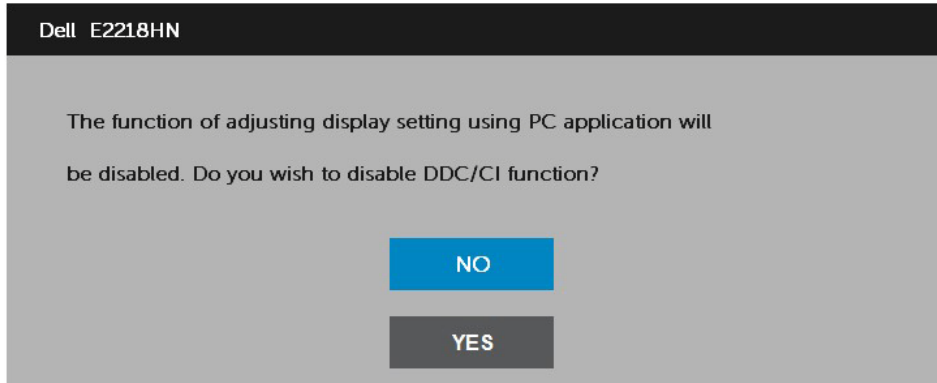 Dell E2218HN
The function of adjusting display setting using PC application will
be disabled. Do you wish to disable DDC/CI function?
NO
YES